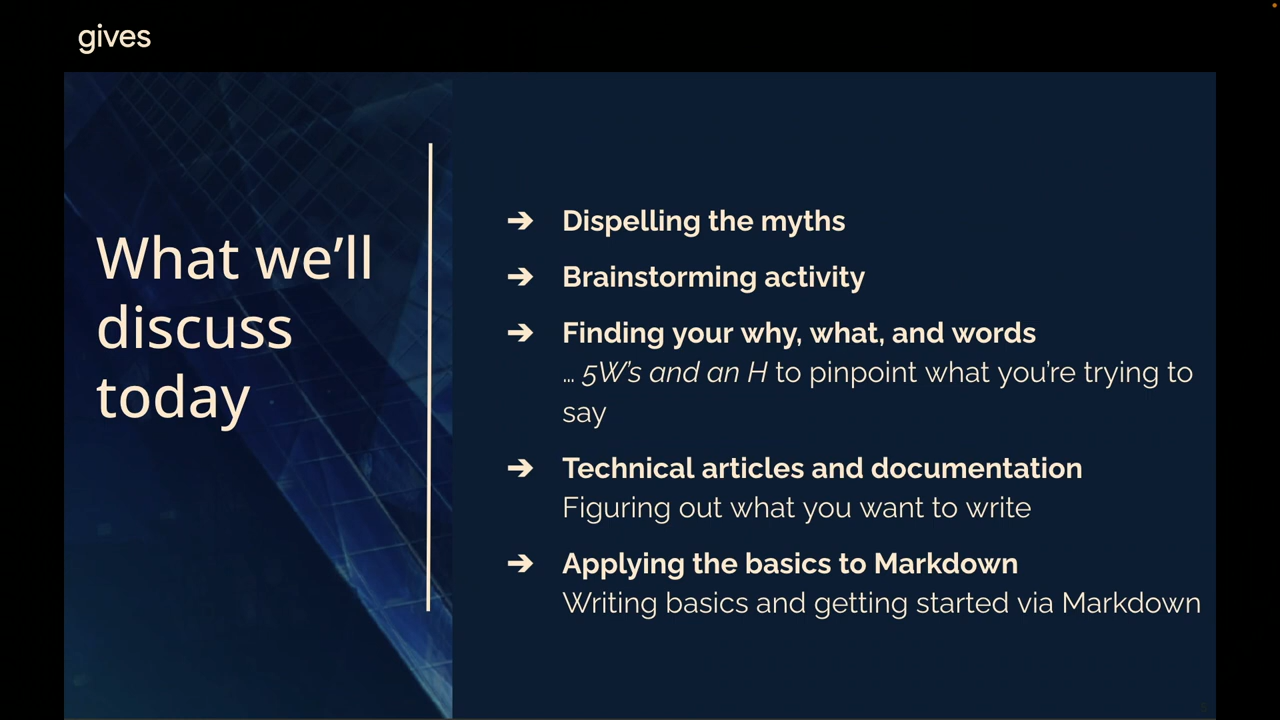 gives
What we’ll
discuss
today
➔ Dispelling the myths
➔ Brainstorming activity
➔ Finding your why, what, and words
… 5W’s and an H to pinpoint what you’re trying to
say
➔ Technical articles and documentation
Figuring out what you want to write
➔ Applying the basics to Markdown
Writing basics and getting started via Markdown